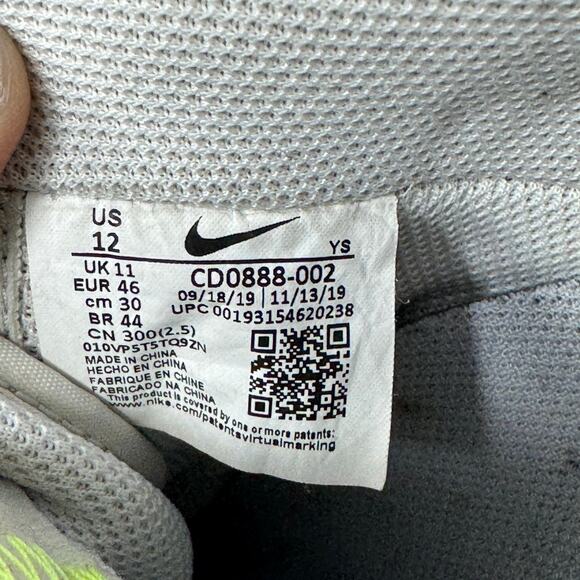 US
12
YS
UK 11
EUR 46
cm 30
BR 44
CN 300(2.5)
CD0888-002
09/18/19 | 11/13/19
UPC 00193154620238
010VP5T5TQ9ZN
MADE IN CHINA
HECHO EN CHINA
FABRIQUE EN CHINE
FABRICADO NA CHINA
This product is covered by one or more patents:
www.nike.com/patentavirtualmarking